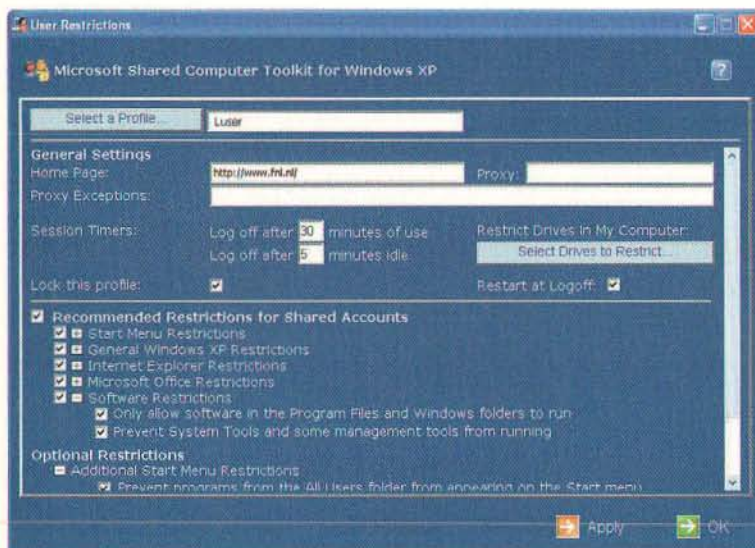 User Restrictions
Microsoft Shared Computer Toolkit for Windows XP
Select a Profile...
Luser
General Settings
Home Page: http://www.fnl.nl/ Proxy:
Proxy Exceptions:
Session Timers: Log off after 30 minutes of use Restrict Drives in My Computer:
Log off after 5 minutes idle Select Drives to Restrict...
Lock this profile: Restart at Logoff:
Recommended Restrictions for Shared Accounts
Start Menu Restrictions
General Windows XP Restrictions
Internet Explorer Restrictions
Microsoft Office Restrictions
Software Restrictions
Only allow software in the Program Files and Windows folders to run
Prevent System Tools and some management tools from running
Optional Restrictions
Additional Start Menu Restrictions
Prevent programs from the All Users folder from appearing on the Start menu
Apply OK